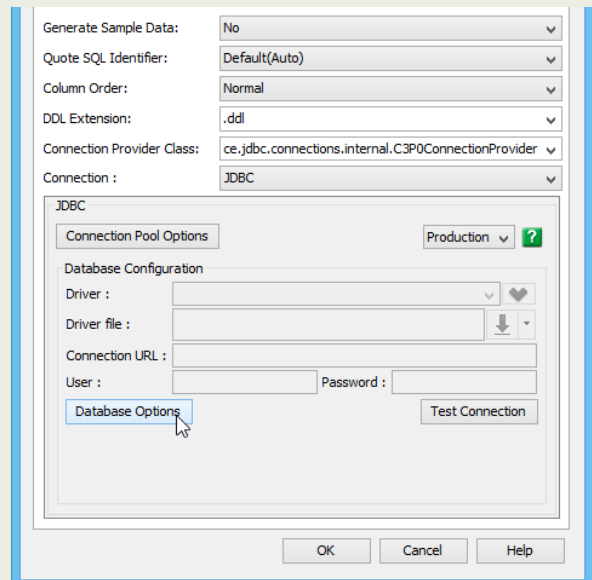 Generate Sample Data: No
Quote SQL Identifier: Default(Auto)
Column Order: Normal
DDL Extension: .ddl
Connection Provider Class: ce.jdbc.connections.internal.C3P0ConnectionProvider
Connection : JDBC
JDBC
Connection Pool Options Production ?
Database Configuration
Driver :
Driver file :
Connection URL :
User : Password :
Database Options Test Connection
OK Cancel Help